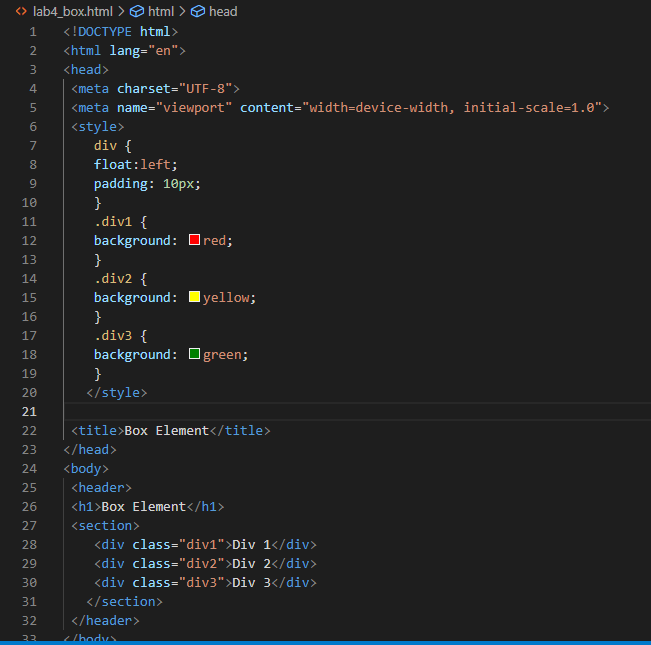 lab4_box.html > html > head
1 <!DOCTYPE html>
2 <html lang="en">
3 <head>
4 <meta charset="UTF-8">
5 <meta name="viewport" content="width=device-width, initial-scale=1.0">
6 <style>
7 div {
8 float:left;
9 padding: 10px;
10 }
11 .div1 {
12 background: red;
13 }
14 .div2 {
15 background: yellow;
16 }
17 .div3 {
18 background: green;
19 }
20 </style>
21
22 <title>Box Element</title>
23 </head>
24 <body>
25 <header>
26 <h1>Box Element</h1>
27 <section>
28 <div class="div1">Div 1</div>
29 <div class="div2">Div 2</div>
30 <div class="div3">Div 3</div>
31 </section>
32 </header>
33 </body>